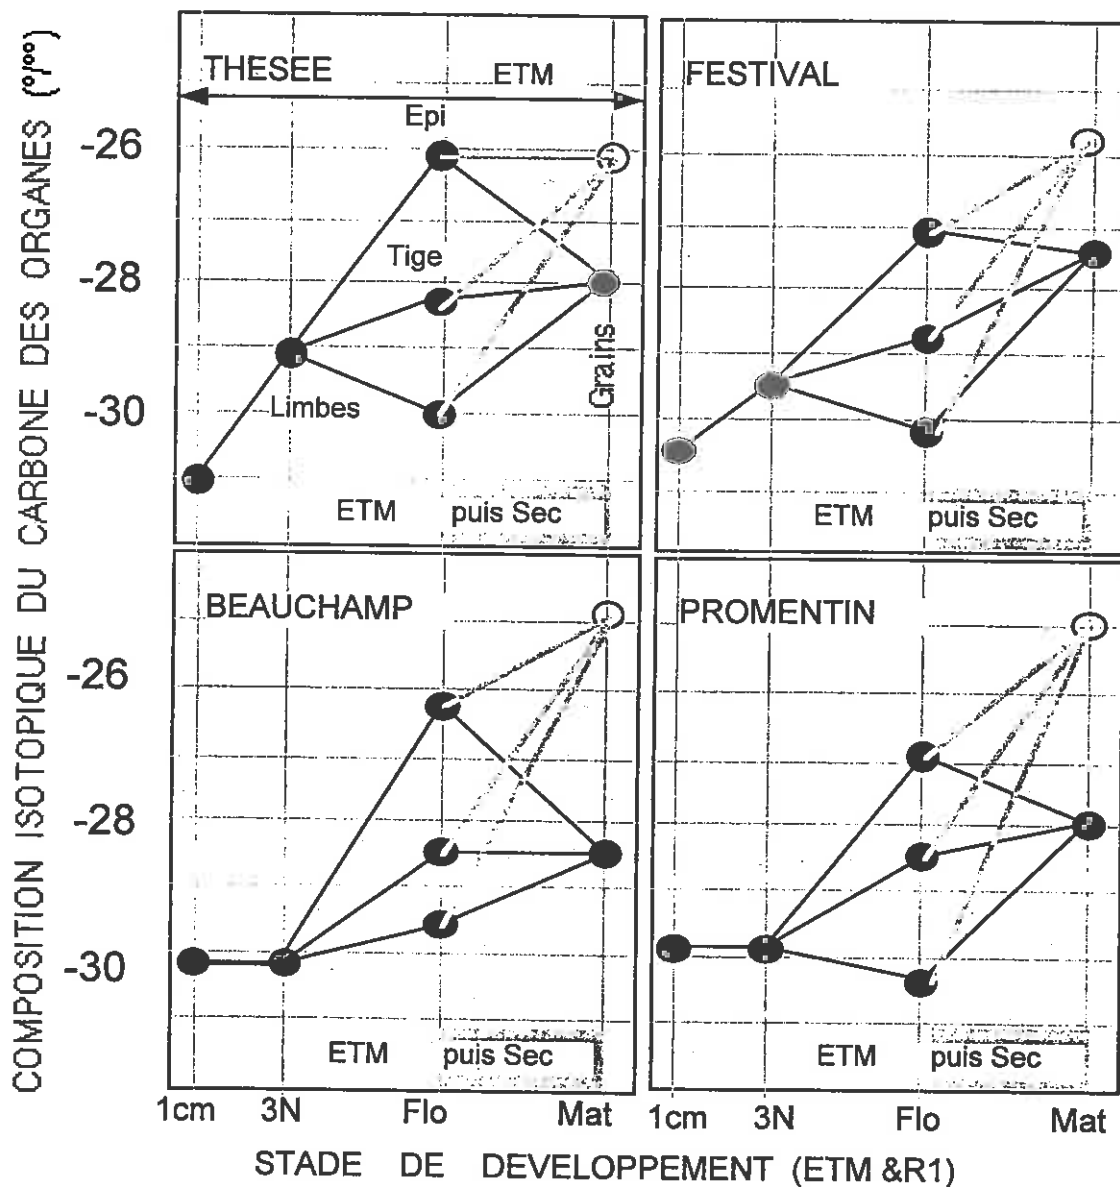 COMPOSITION ISOTOPIQUE DU CARBONE DES ORGANES (°/°°)
THESEE ETM
Epi
-26
Tige
-28
Grains
Limbes
-30
ETM puis Sec
FESTIVAL
ETM puis Sec
BEAUCHAMP
-26
-28
-30
ETM puis Sec
PROMENTIN
ETM puis Sec
1cm 3N Flo Mat
1cm 3N Flo Mat
STADE DE DEVELOPPEMENT (ETM &R1)